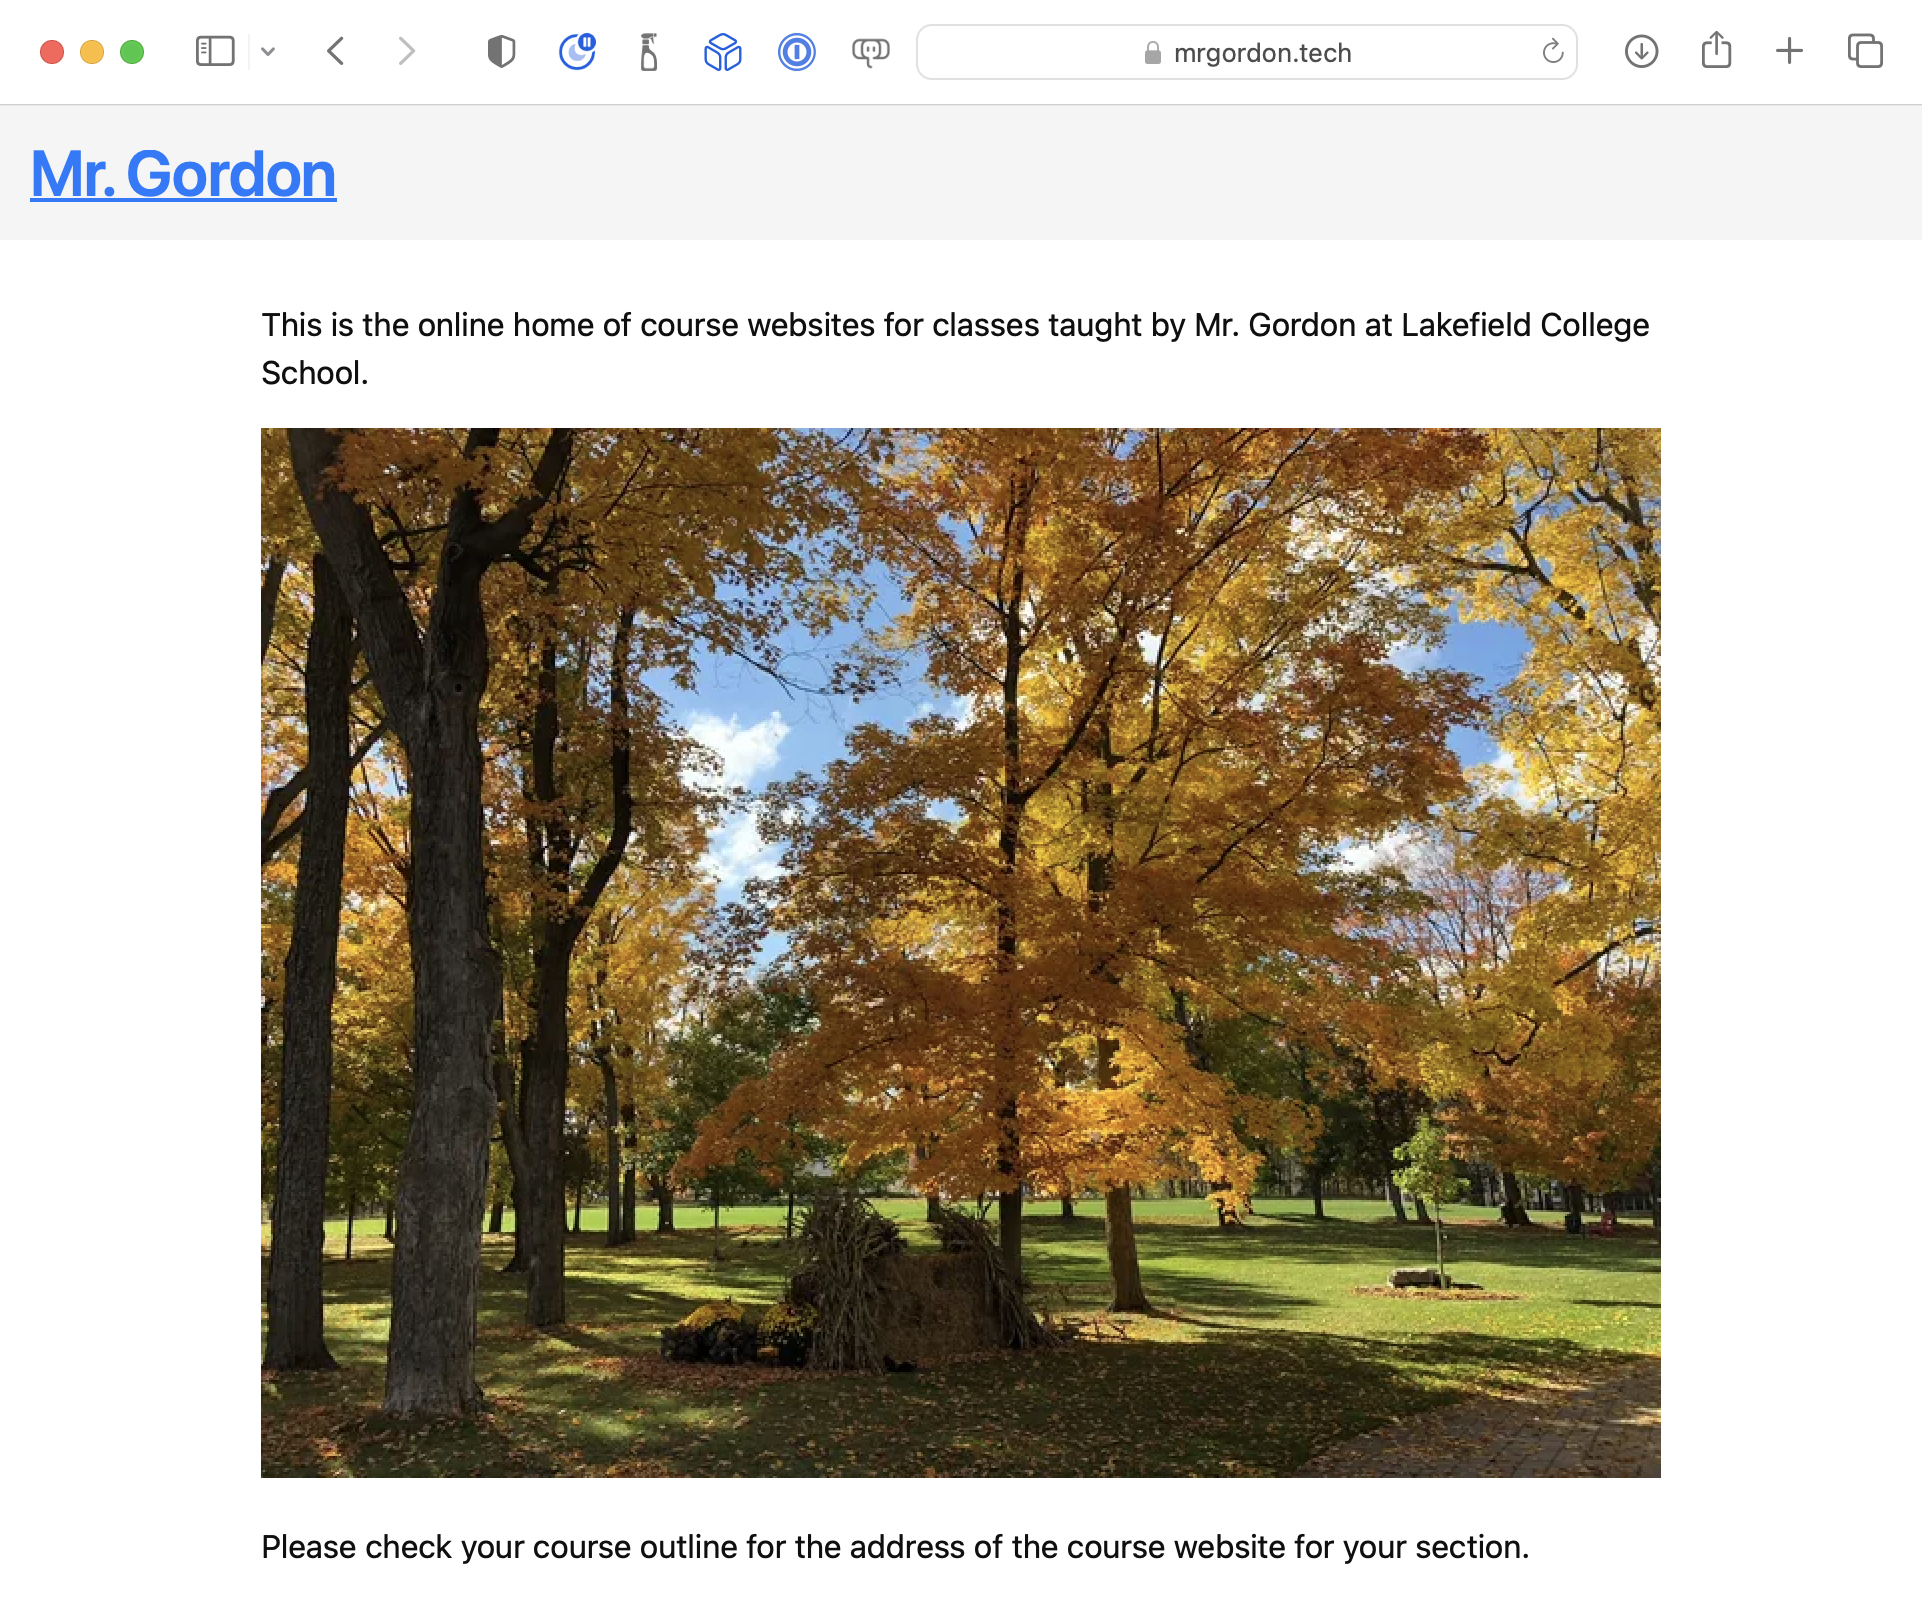 mrgordon.tech
Mr. Gordon
This is the online home of course websites for classes taught by Mr. Gordon at Lakefield College
School.
Please check your course outline for the address of the course website for your section.